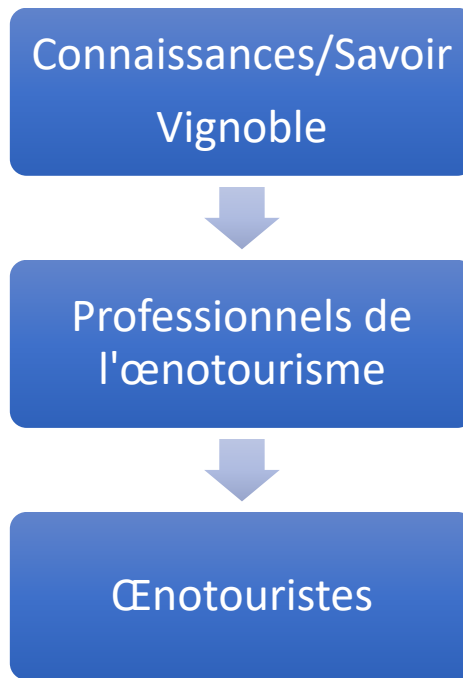 Connaissances/Savoir
Vignoble
Professionnels de
l'œnotourisme
Œnotouristes